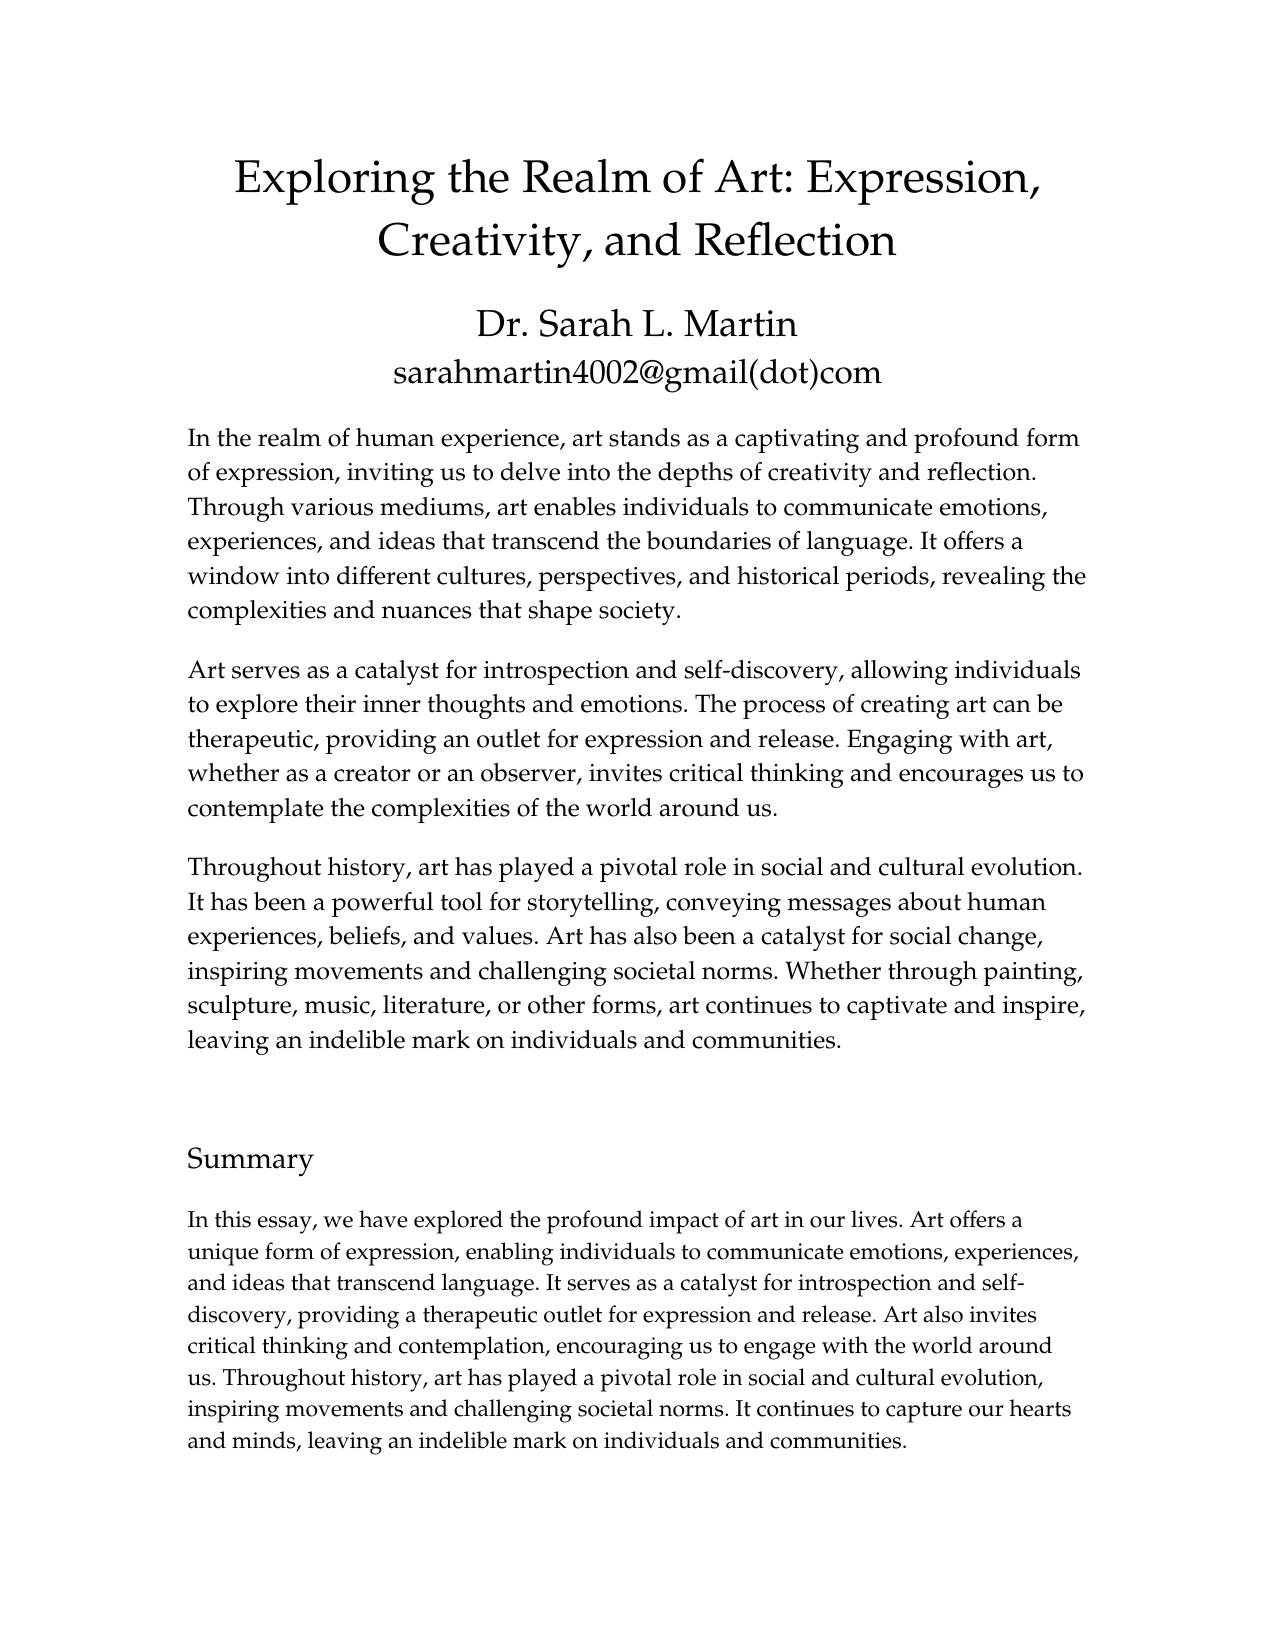 Exploring the Realm of Art: Expression,
Creativity, and Reflection
Dr. Sarah L. Martin
sarahmartin4002@gmail(dot)com
In the realm of human experience, art stands as a captivating and profound form
of expression, inviting us to delve into the depths of creativity and reflection.
Through various mediums, art enables individuals to communicate emotions,
experiences, and ideas that transcend the boundaries of language. It offers a
window into different cultures, perspectives, and historical periods, revealing the
complexities and nuances that shape society.
Art serves as a catalyst for introspection and self-discovery, allowing individuals
to explore their inner thoughts and emotions. The process of creating art can be
therapeutic, providing an outlet for expression and release. Engaging with art,
whether as a creator or an observer, invites critical thinking and encourages us to
contemplate the complexities of the world around us.
Throughout history, art has played a pivotal role in social and cultural evolution.
It has been a powerful tool for storytelling, conveying messages about human
experiences, beliefs, and values. Art has also been a catalyst for social change,
inspiring movements and challenging societal norms. Whether through painting,
sculpture, music, literature, or other forms, art continues to captivate and inspire,
leaving an indelible mark on individuals and communities.
Summary
In this essay, we have explored the profound impact of art in our lives. Art offers a
unique form of expression, enabling individuals to communicate emotions, experiences,
and ideas that transcend language. It serves as a catalyst for introspection and self-
discovery, providing a therapeutic outlet for expression and release. Art also invites
critical thinking and contemplation, encouraging us to engage with the world around
us. Throughout history, art has played a pivotal role in social and cultural evolution,
inspiring movements and challenging societal norms. It continues to capture our hearts
and minds, leaving an indelible mark on individuals and communities.